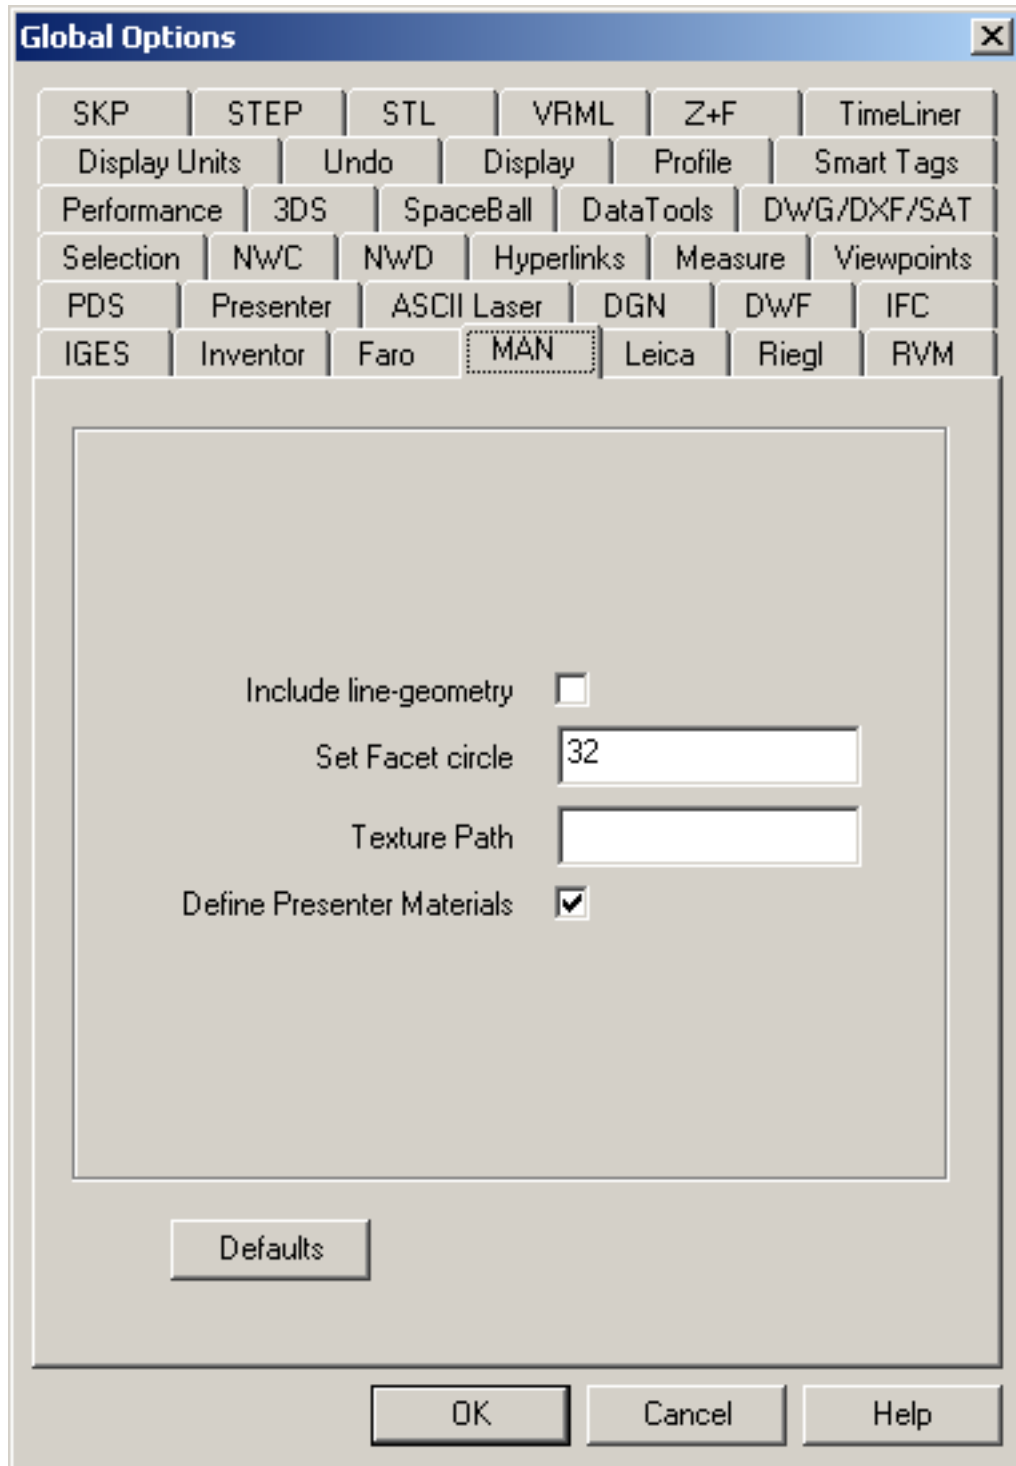 Global Options
SKP STEP STL VRML Z+F TimeLiner
Display Units Undo Display Profile Smart Tags
Performance 3DS SpaceBall DataTools DWG/DXF/SAT
Selection NWC NWD Hyperlinks Measure Viewpoints
PDS Presenter ASCII Laser DGN DWF IFC
IGES Inventor Faro MAN Leica Riegl RVM
Include line-geometry
Set Facet circle 32
Texture Path
Define Presenter Materials
Defaults
OK Cancel Help